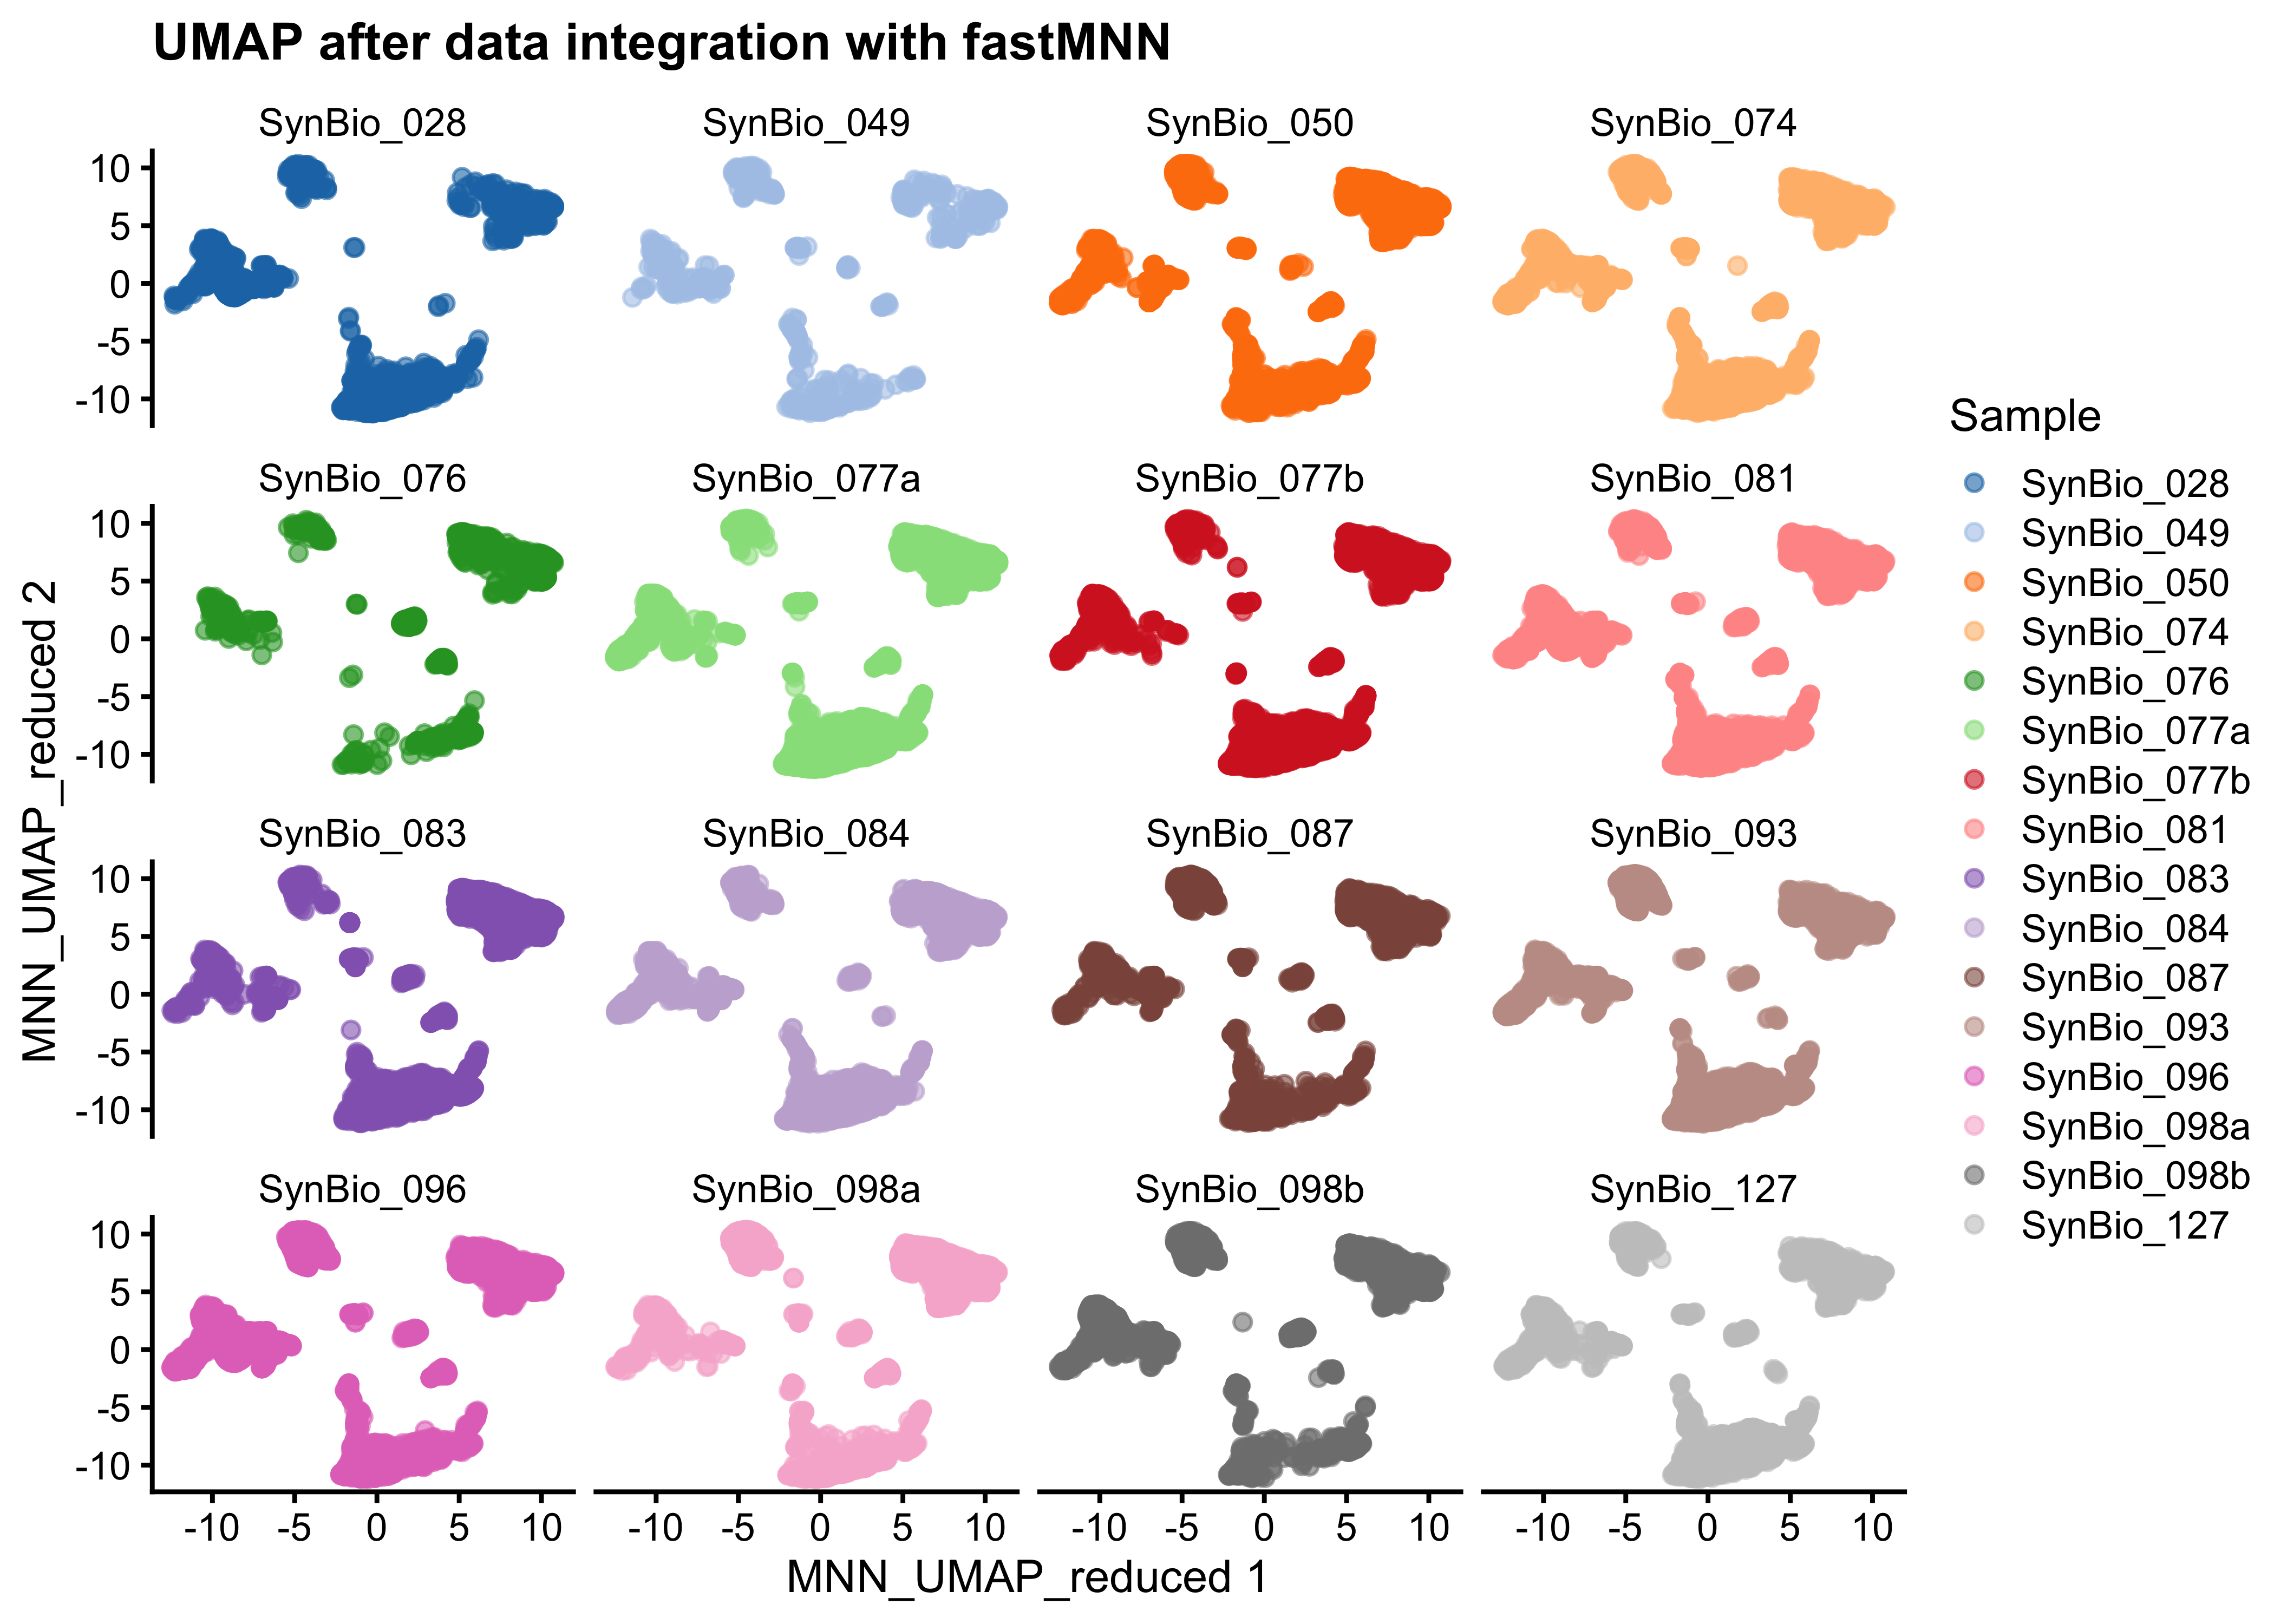 UMAP after data integration with fastMNN
SynBio_028 SynBio_049 SynBio_050 SynBio_074
10
5
0
-5
-10
SynBio_076 SynBio_077a SynBio_077b SynBio_081
10
5
0
-5
-10
SynBio_083 SynBio_084 SynBio_087 SynBio_093
10
5
0
-5
-10
SynBio_096 SynBio_098a SynBio_098b SynBio_127
10
5
0
-5
-10
-10 -5 0 5 10 -10 -5 0 5 10 -10 -5 0 5 10 -10 -5 0 5 10
MNN_UMAP_reduced 1
MNN_UMAP_reduced 2
Sample
SynBio_028
SynBio_049
SynBio_050
SynBio_074
SynBio_076
SynBio_077a
SynBio_077b
SynBio_081
SynBio_083
SynBio_084
SynBio_087
SynBio_093
SynBio_096
SynBio_098a
SynBio_098b
SynBio_127